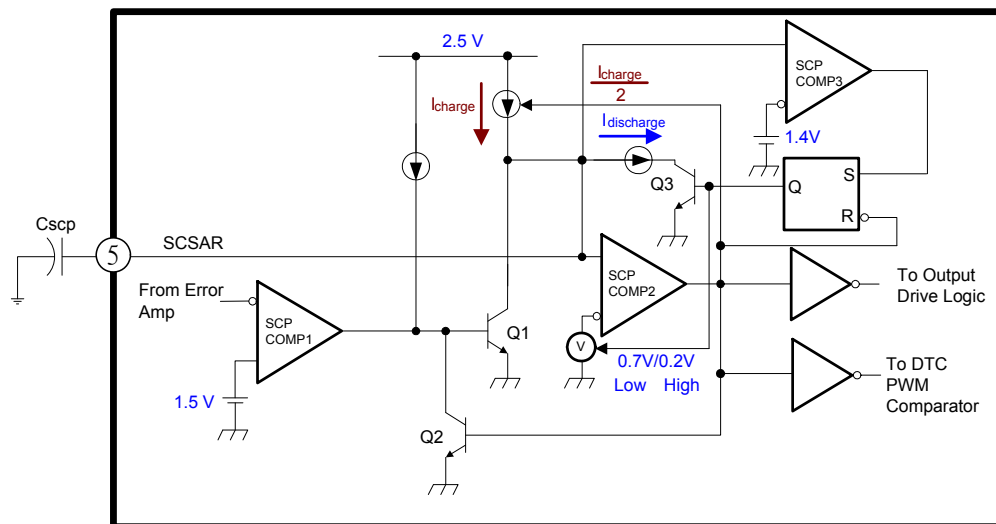 2.5 V
Icharge
Icharge
2
Idischarge
SCP
COMP3
1.4V
Q3
Q
S
R
Cscp
5
SCSAR
SCP
COMP2
To Output
Drive Logic
From Error
Amp
SCP
COMP1
Q1
V
0.7V/0.2V
Low High
To DTC
PWM
Comparator
1.5 V
Q2